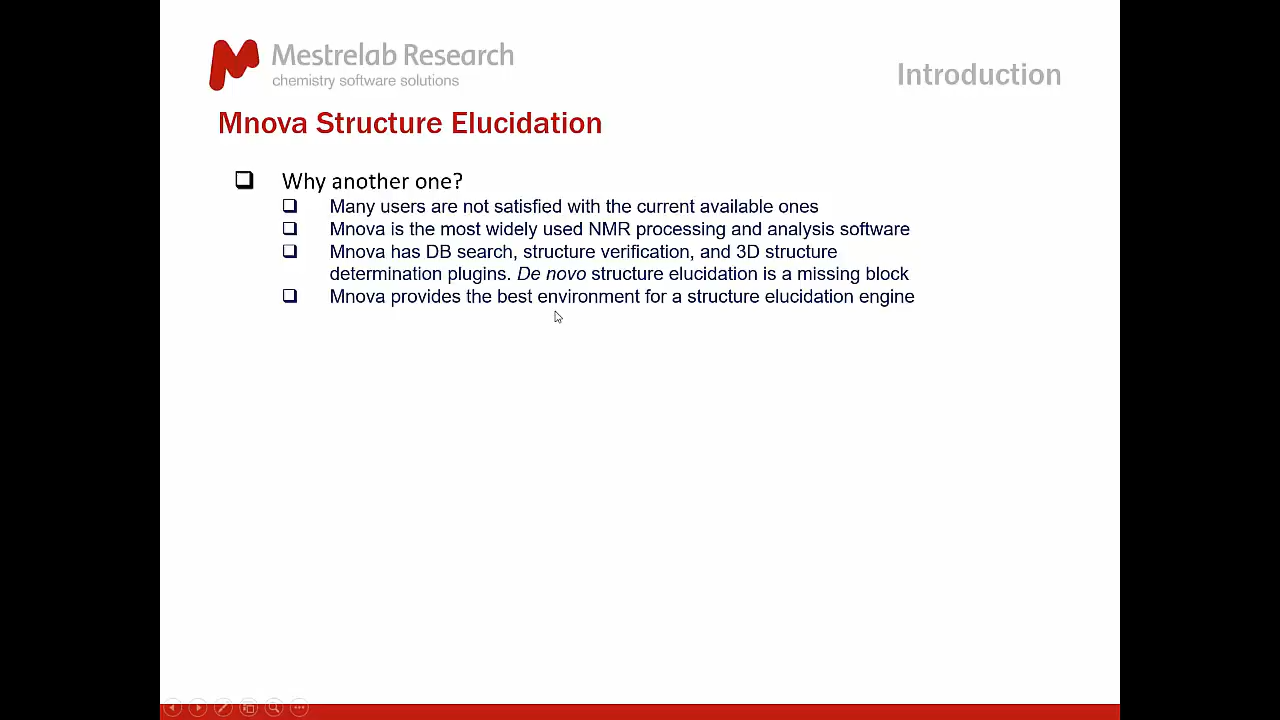 Mestrelab Research
chemistry software solutions
Introduction
Mnova Structure Elucidation
Why another one?
Many users are not satisfied with the current available ones
Mnova is the most widely used NMR processing and analysis software
Mnova has DB search, structure verification, and 3D structure
determination plugins. De novo structure elucidation is a missing block
Mnova provides the best environment for a structure elucidation engine